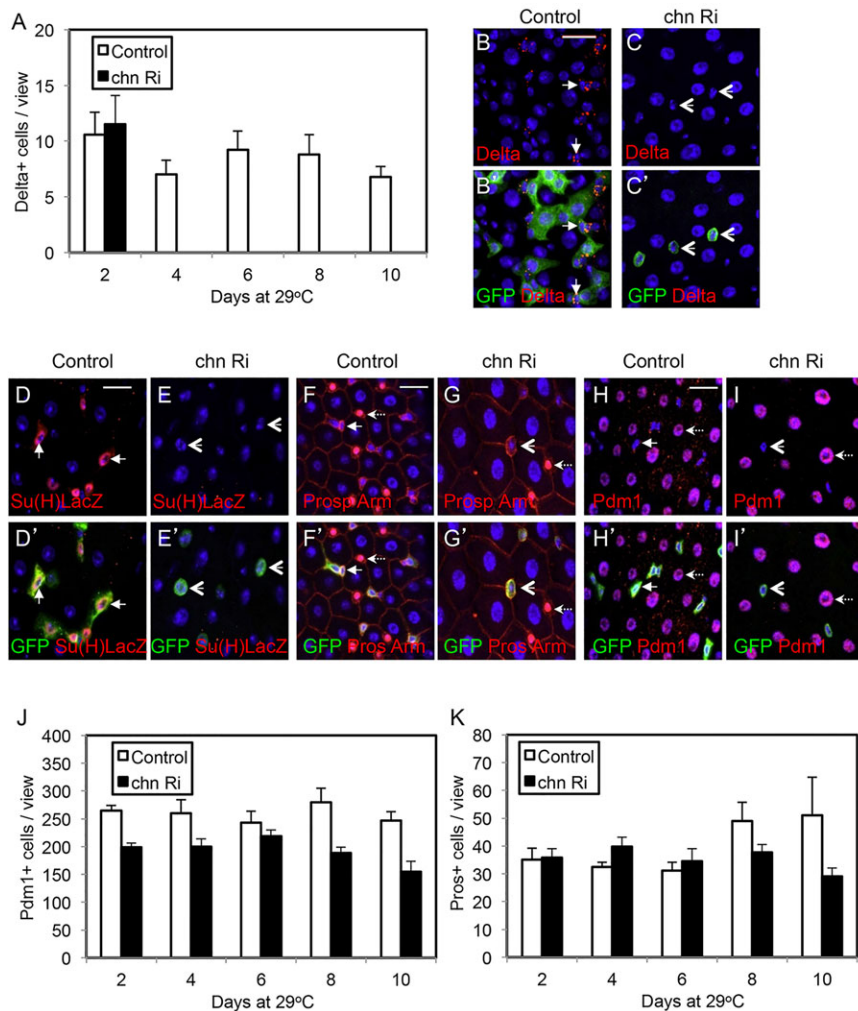 A
20
15
10
5
0
Delta+ cells / view
Control
chn Ri
2 4 6 8 10
Days at 29ºC
Control chn Ri
B C
Delta Delta
B' C'
GFP Delta GFP Delta
Control chn Ri Control chn Ri Control chn Ri
D E F G H I
Su(H)LacZ Su(H)LacZ Prosp Arm Prosp Arm Pdm1 Pdm1
D' E' F' G' H' I'
GFP Su(H)LacZ GFP Su(H)LacZ GFP Pros Arm GFP Pros Arm GFP Pdm1 GFP Pdm1
J
400
350
300
250
200
150
100
50
0
Pdm1+ cells / view
Control
chn Ri
2 4 6 8 10
Days at 29ºC
K
80
70
60
50
40
30
20
10
0
Pros+ cells / view
Control
chn Ri
2 4 6 8 10
Days at 29ºC